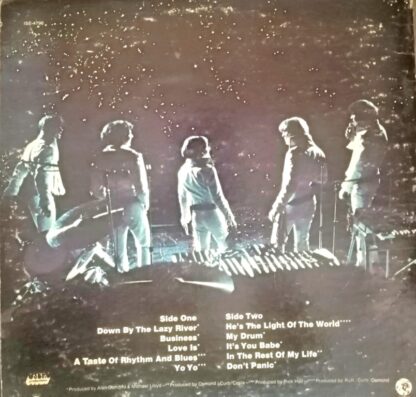 Side One
Down By The Lazy River*
Business*
Love Is*
A Taste Of Rhythm And Blues***
Yo Yo***
Side Two
He's The Light Of The World****
My Drum*
It's You Babe*
In The Rest Of My Life**
Don't Panic*